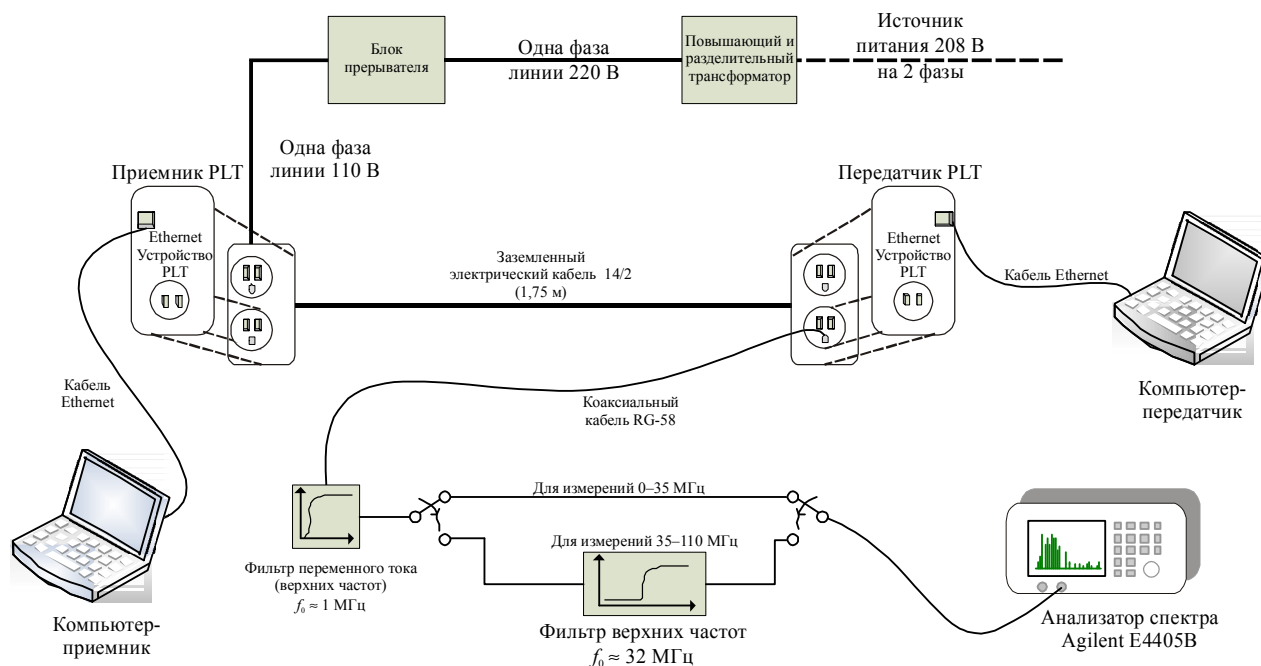 Блок
прерывателя
Одна фаза
линии 220 В
Повышающий и
разделительный
трансформатор
Источник
питания 208 В
на 2 фазы
Одна фаза
линии 110 В
Приемник PLT
Передатчик PLT
Ethernet
Устройство
PLT
Заземленный
электрический кабель 14/2
(1,75 м)
Ethernet
Устройство
PLT
Кабель Ethernet
Кабель
Ethernet
Коаксиальный
кабель RG-58
Компьютер-
передатчик
Для измерений 0–35 МГц
Для измерений 35–110 МГц
Фильтр переменного тока
(верхних частот)
f0 ≈ 1 МГц
Фильтр верхних частот
f0 ≈ 32 МГц
Компьютер-
приемник
Анализатор спектра
Agilent E4405B